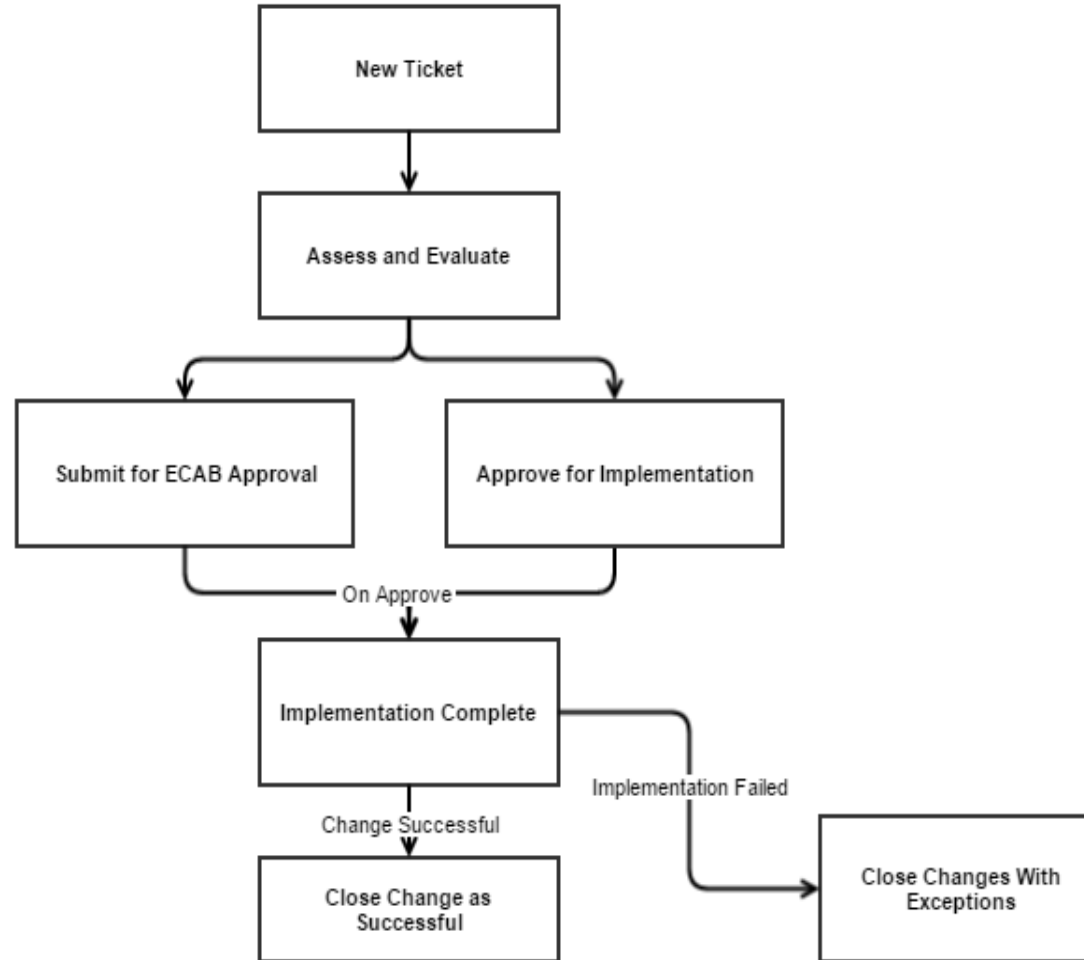 New Ticket
Assess and Evaluate
Submit for ECAB Approval
Approve for Implementation
On Approve
Implementation Complete
Implementation Failed
Change Successful
Close Change as
Successful
Close Changes With
Exceptions